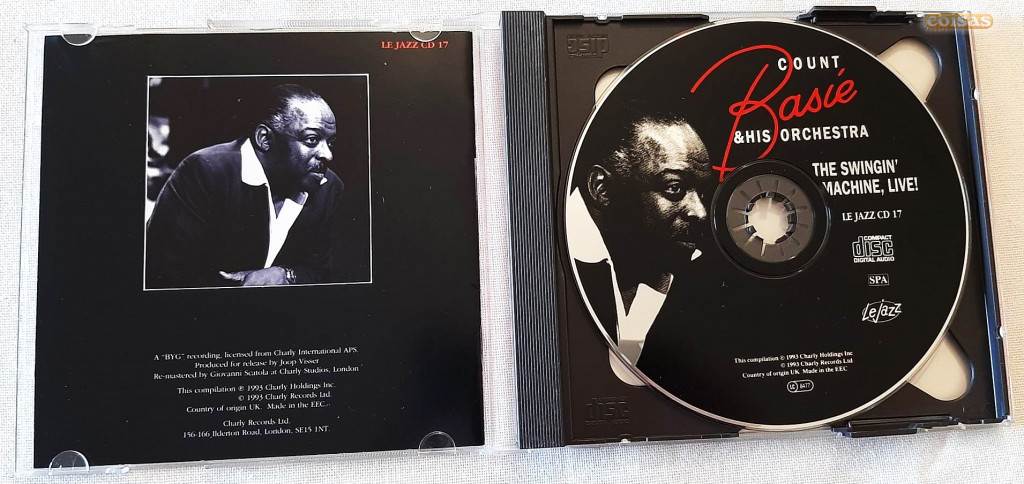 LE JAZZ CD 17
A "BYG" recording, licensed from Charly International APS.
Produced for release by Joop Visser
Re-mastered by Giovanni Scatola at Charly Studios, London
This compilation ℗ 1993 Charly Holdings Inc.
© 1993 Charly Records Ltd.
Country of origin UK. Made in the EEC.
Charly Records Ltd.
156-166 Ilderton Road, London, SE15 1NT.
COUNT
Basie
& HIS ORCHESTRA
THE SWINGIN'
MACHINE, LIVE!
LE JAZZ CD 17
COMPACT
disc
DIGITAL AUDIO
SPA
Le Jazz
This compilation ℗ 1993 Charly Holdings Inc
© 1993 Charly Records Ltd
Country of origin UK. Made in the EEC
LC 8477
disc
disc
coisas